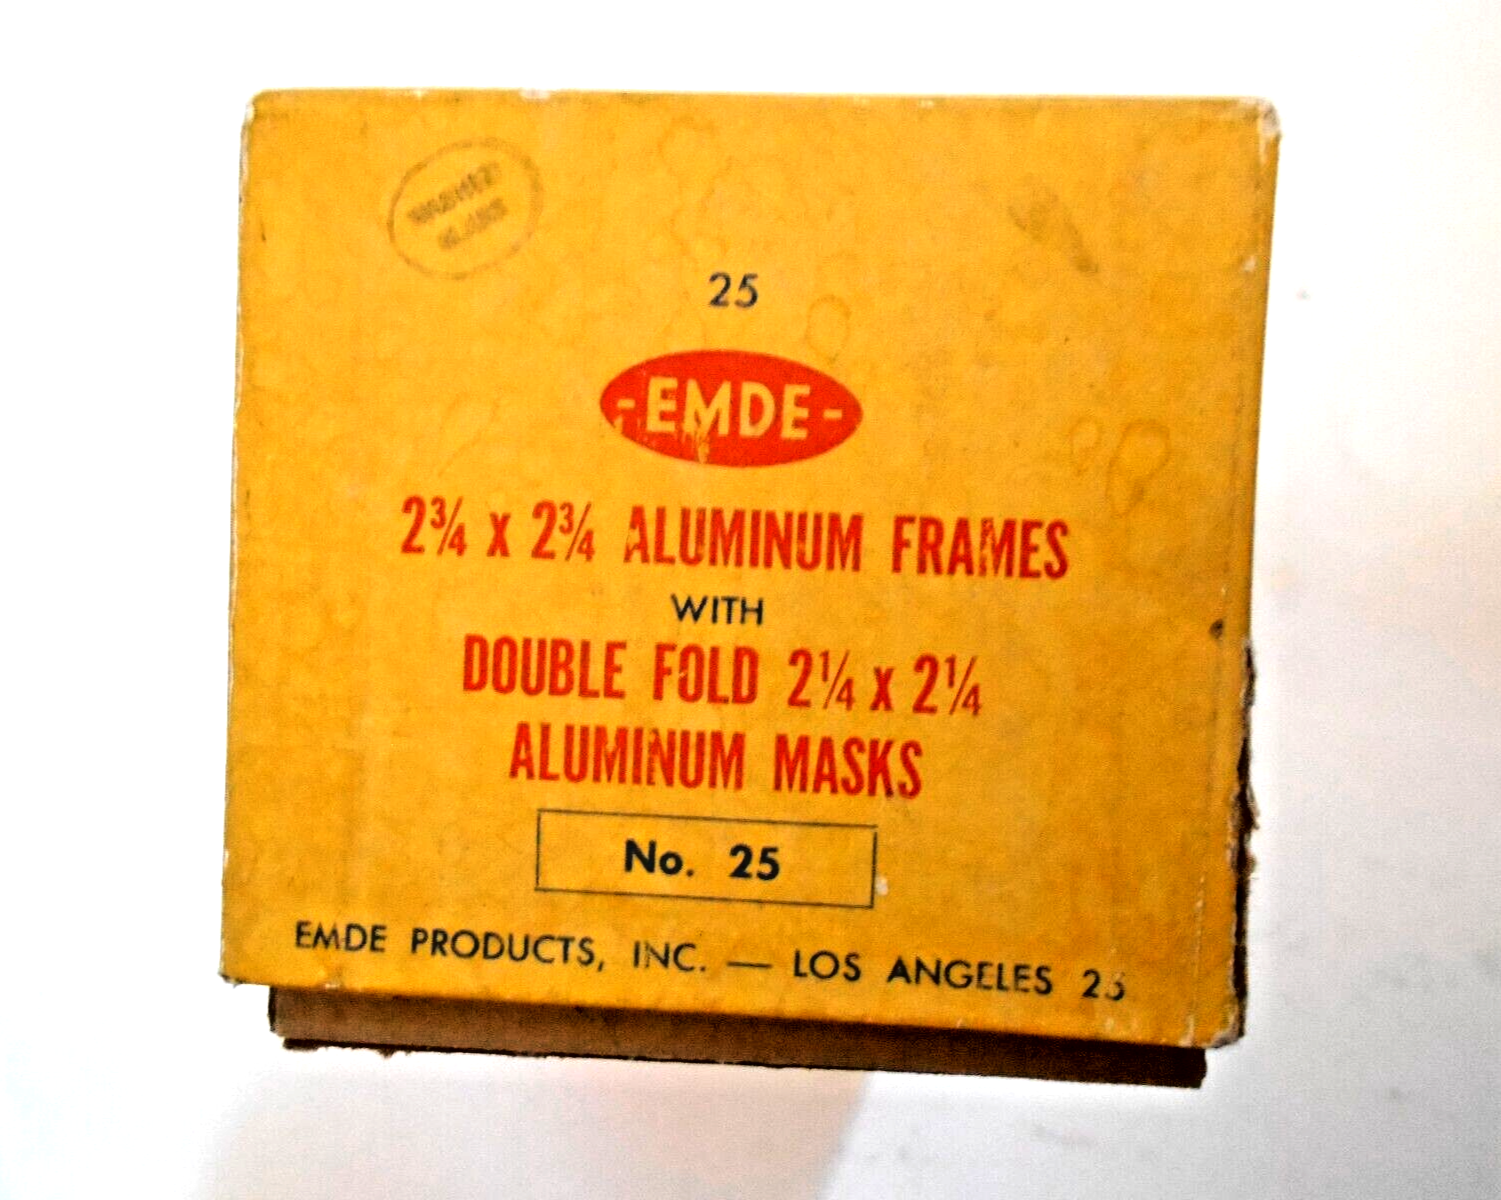 25
-EMDE-
2¾ x 2¾ ALUMINUM FRAMES
WITH
DOUBLE FOLD 2¼ x 2¼
ALUMINUM MASKS
No. 25
EMDE PRODUCTS, INC. — LOS ANGELES